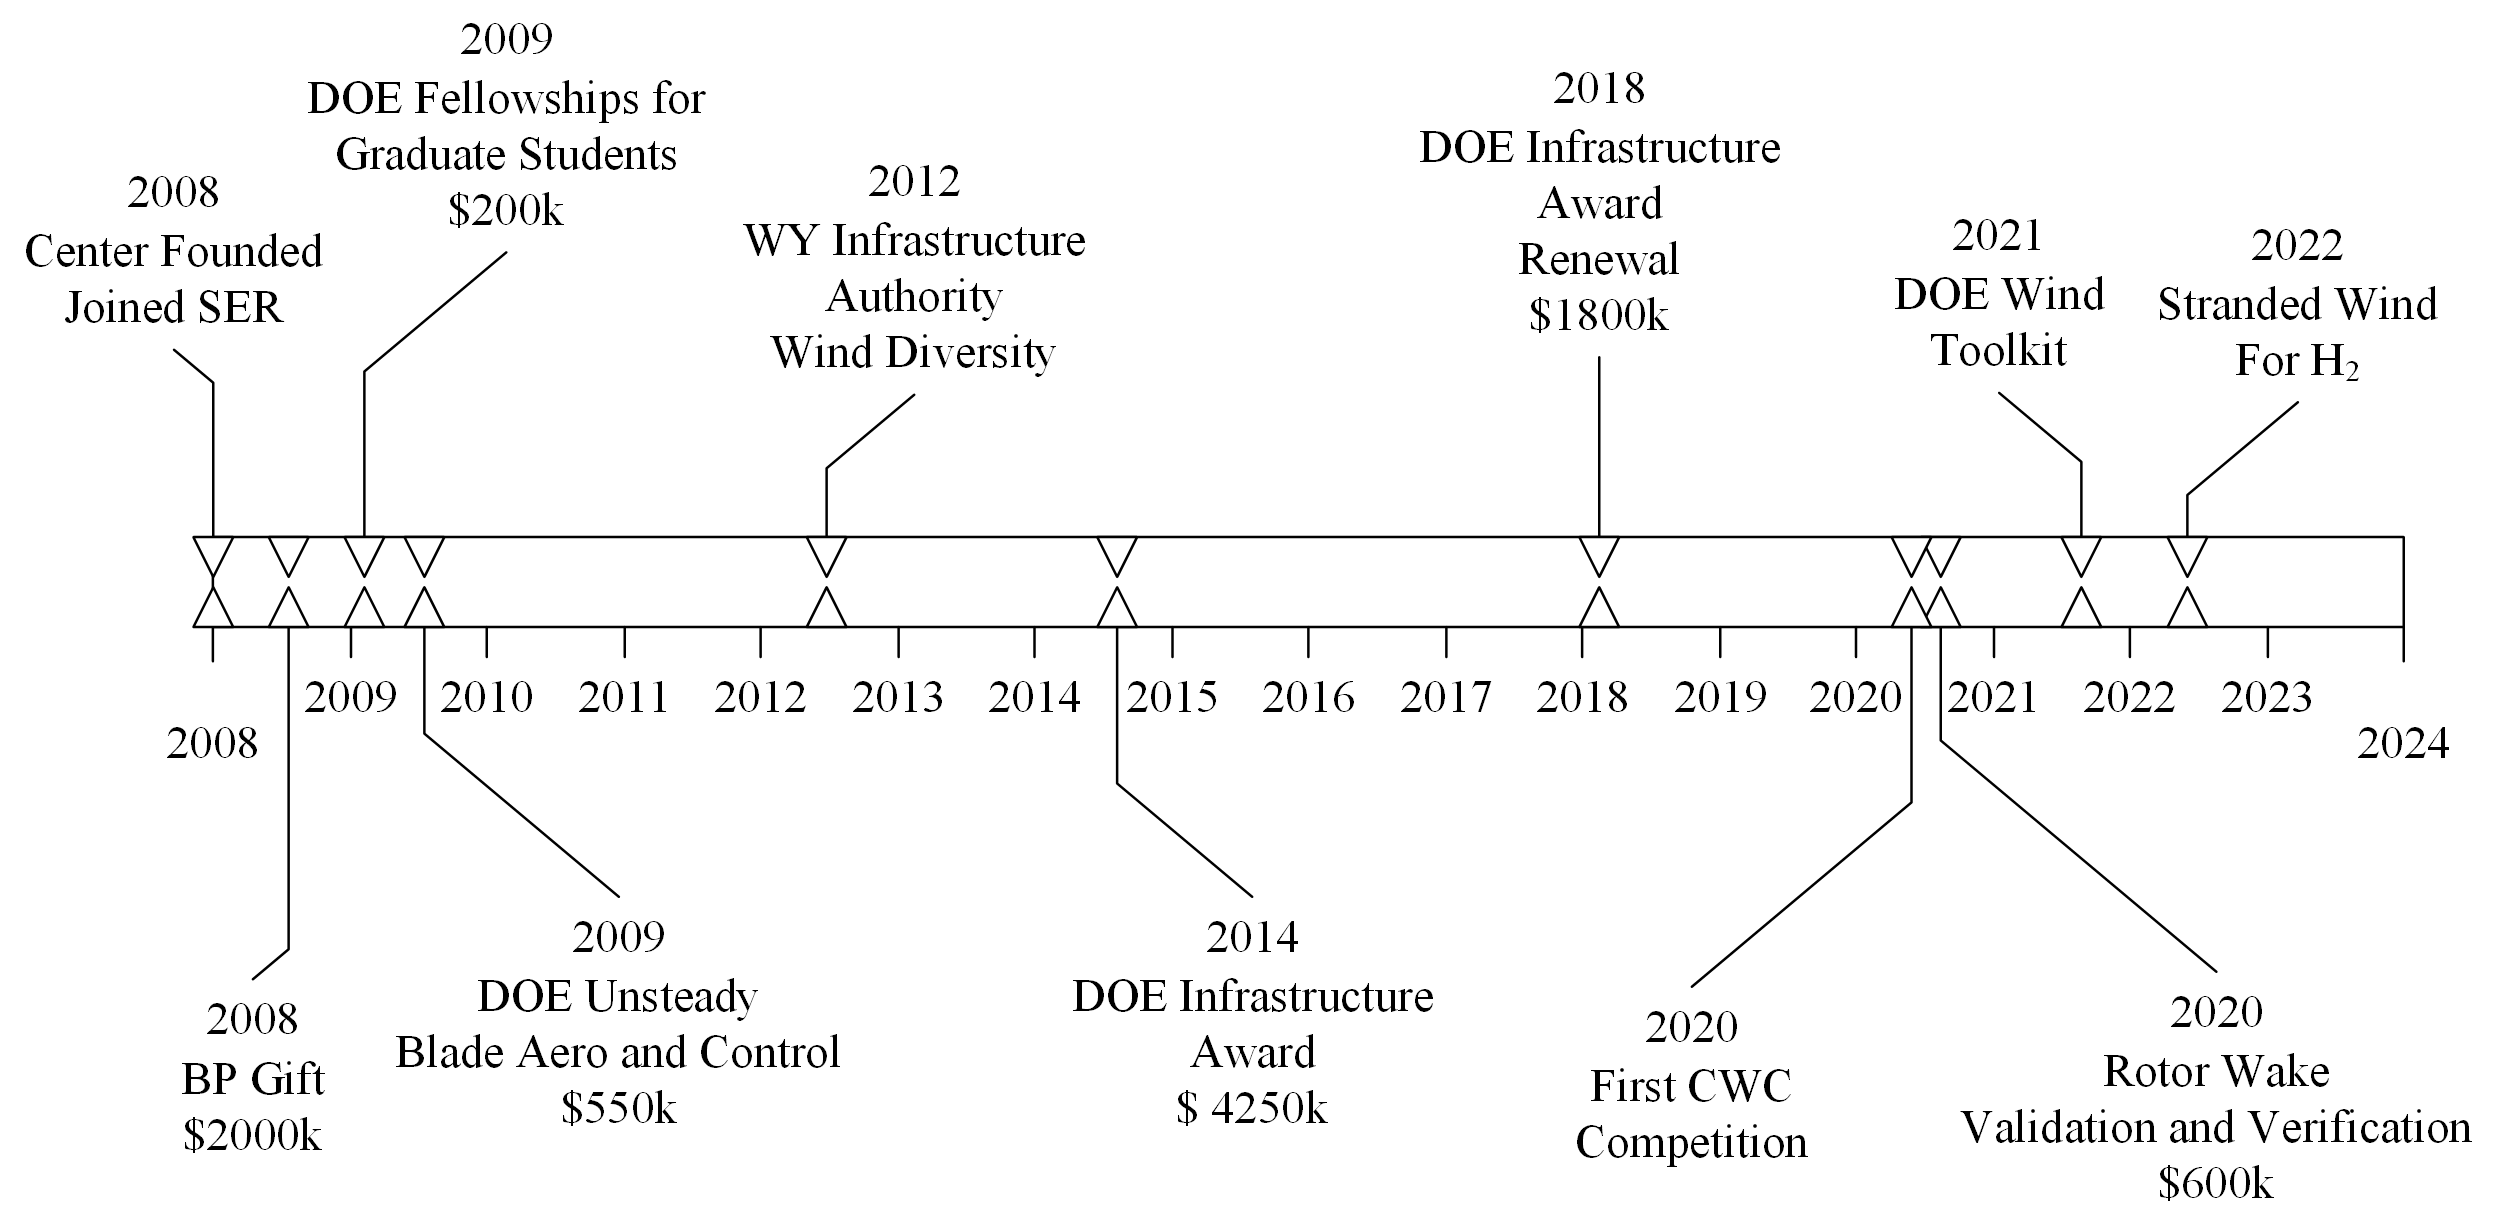 2009
DOE Fellowships for
Graduate Students
$200k
2008
Center Founded
Joined SER
2012
WY Infrastructure
Authority
Wind Diversity
2018
DOE Infrastructure
Award
Renewal
$1800k
2021
DOE Wind
Toolkit
2022
Stranded Wind
For H₂
2008
2009
2010
2011
2012
2013
2014
2015
2016
2017
2018
2019
2020
2021
2022
2023
2024
2008
BP Gift
$2000k
2009
DOE Unsteady
Blade Aero and Control
$550k
2014
DOE Infrastructure
Award
$ 4250k
2020
First CWC
Competition
2020
Rotor Wake
Validation and Verification
$600k